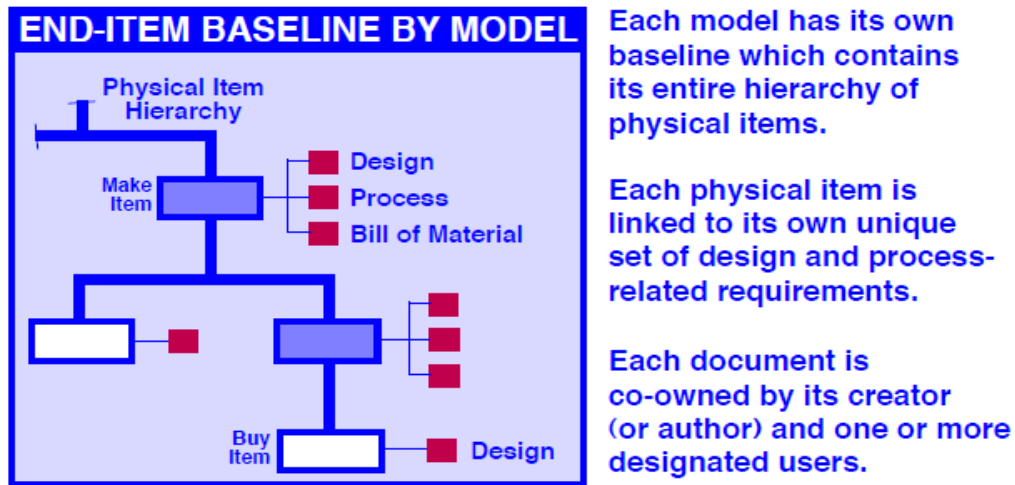 END-ITEM BASELINE BY MODEL
Physical Item
Hierarchy
Make
Item
Design
Process
Bill of Material
Buy
Item
Design
Each model has its own
baseline which contains
its entire hierarchy of
physical items.
Each physical item is
linked to its own unique
set of design and process-
related requirements.
Each document is
co-owned by its creator
(or author) and one or more
designated users.